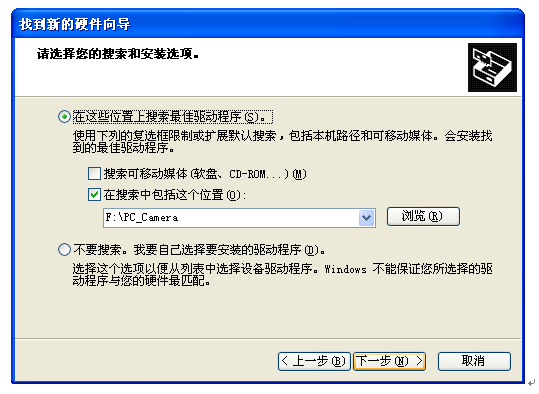 找到新的硬件向导
请选择您的搜索和安装选项。
在这些位置上搜索最佳驱动程序(S)。
使用下列的复选框限制或扩展默认搜索，包括本机路径和可移动媒体。会安装找
到的最佳驱动程序。
搜索可移动媒体(软盘、CD-ROM...)(M)
在搜索中包括这个位置(O):
F:\PC_Camera
浏览(R)
不要搜索。我要自己选择要安装的驱动程序(D)。
选择这个选项以便从列表中选择设备驱动程序。Windows 不能保证您所选择的驱
动程序与您的硬件最匹配。
< 上一步(B)
下一步(N) >
取消